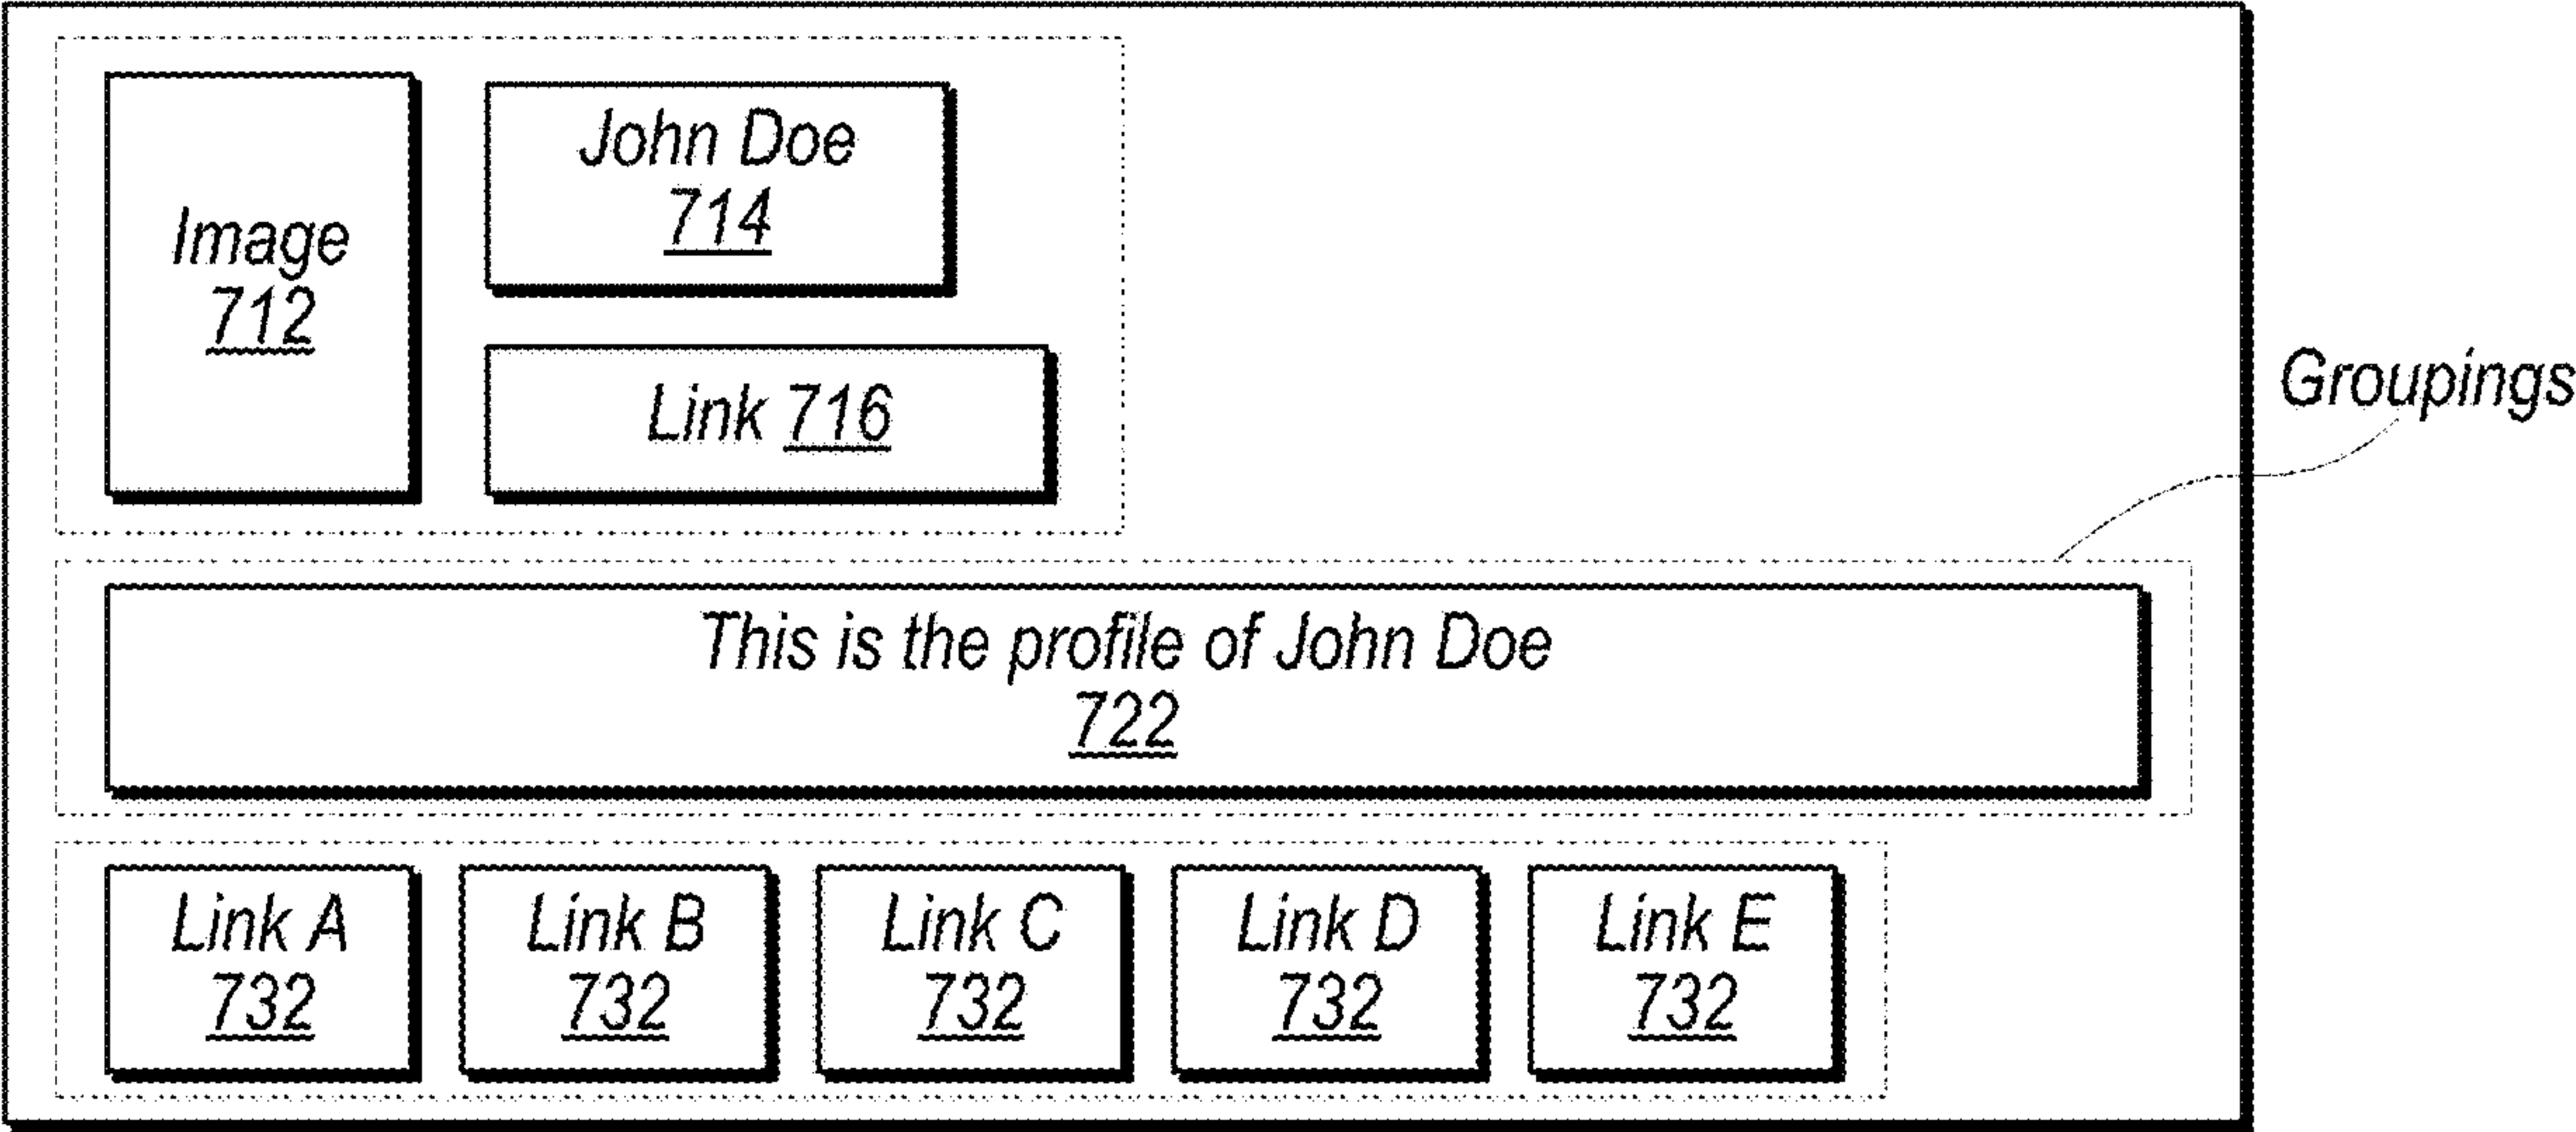 Image
712
John Doe
714
Link 716
Groupings
This is the profile of John Doe
722
Link A
732
Link B
732
Link C
732
Link D
732
Link E
732